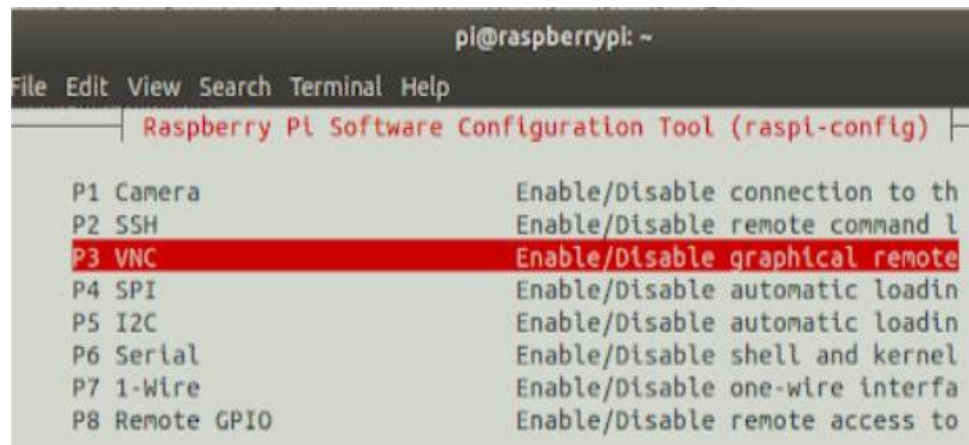 pi@raspberrypi: ~
File Edit View Search Terminal Help
Raspberry Pi Software Configuration Tool (raspi-config)
P1 Camera Enable/Disable connection to th
P2 SSH Enable/Disable remote command l
P3 VNC Enable/Disable graphical remote
P4 SPI Enable/Disable automatic loadin
P5 I2C Enable/Disable automatic loadin
P6 Serial Enable/Disable shell and kernel
P7 1-Wire Enable/Disable one-wire interfa
P8 Remote GPIO Enable/Disable remote access to